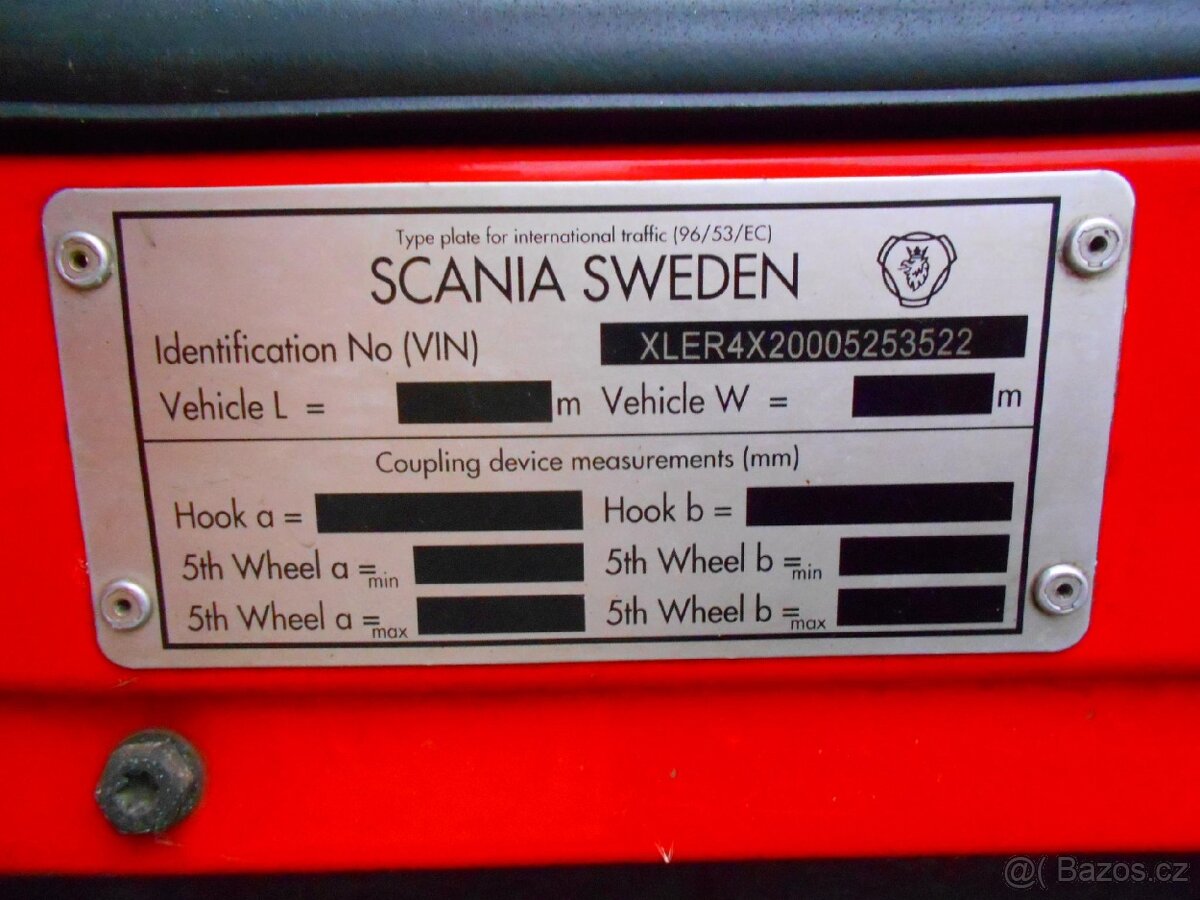 Type plate for international traffic (96/53/EC)
SCANIA SWEDEN
Identification No (VIN) XLER4X20005253522
Vehicle L = m Vehicle W = m
Coupling device measurements (mm)
Hook a = Hook b =
5th Wheel a =min 5th Wheel b =min
5th Wheel a =max 5th Wheel b =max
@( Bazos.cz